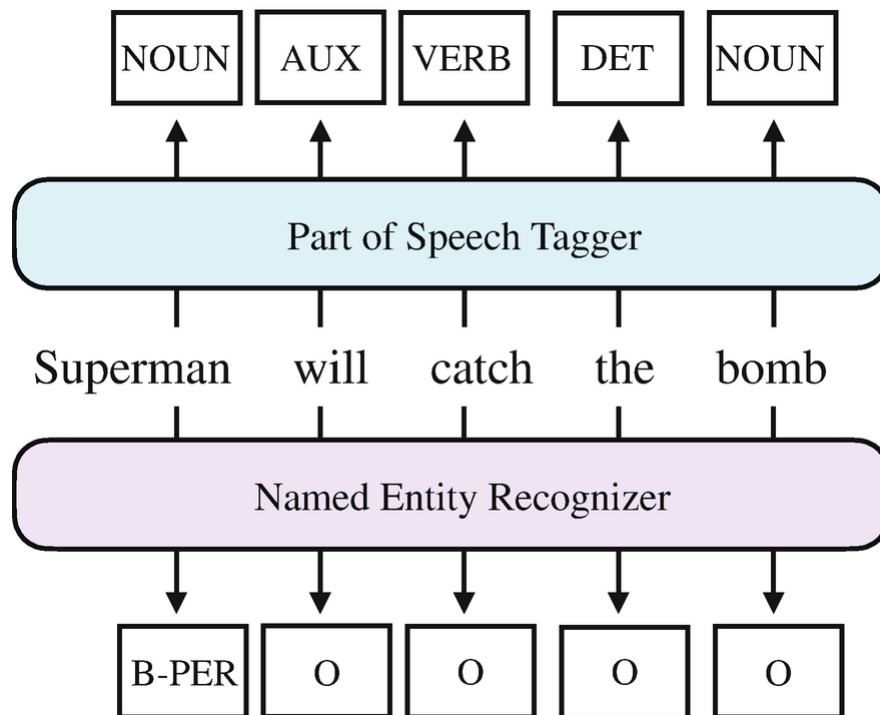 NOUN AUX VERB DET NOUN
Part of Speech Tagger
Superman will catch the bomb
Named Entity Recognizer
B-PER O O O O